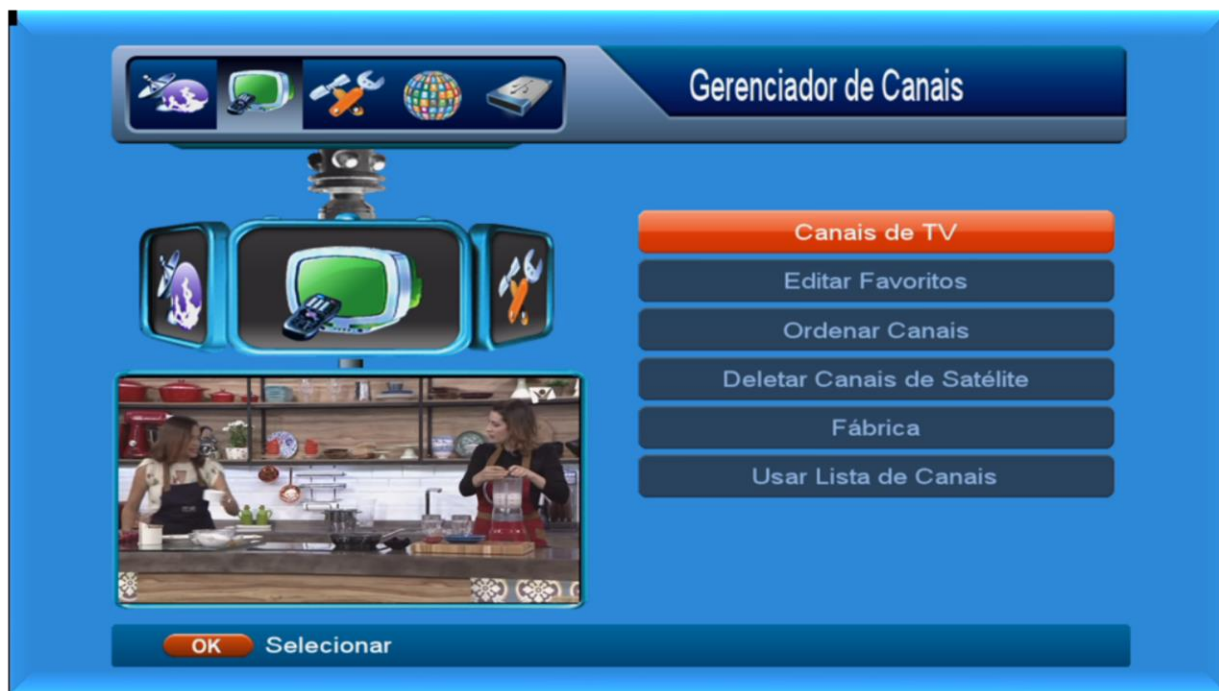 Gerenciador de Canais
Canais de TV
Editar Favoritos
Ordenar Canais
Deletar Canais de Satélite
Fábrica
Usar Lista de Canais
OK Selecionar